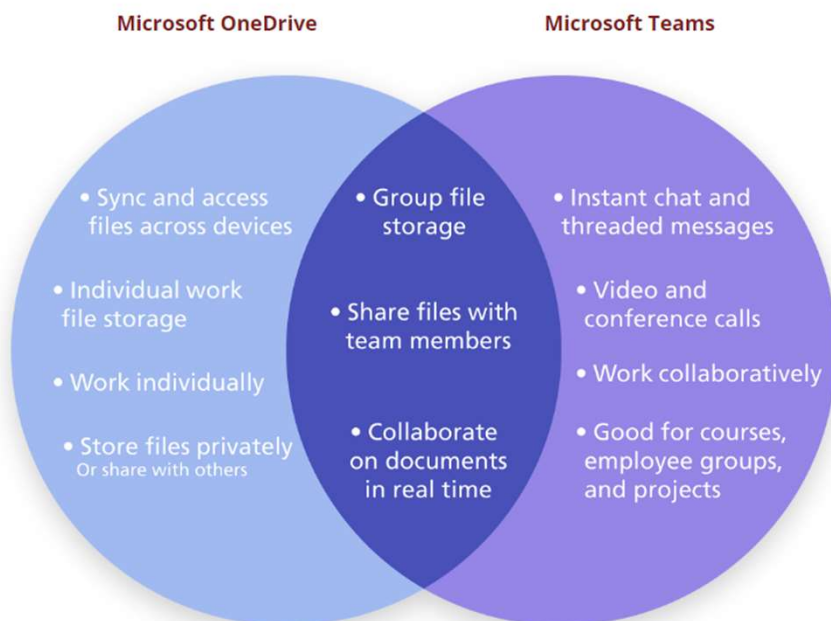 Microsoft OneDrive
Microsoft Teams
• Sync and access
files across devices
• Individual work
file storage
• Work individually
• Store files privately
Or share with others
• Group file
storage
• Share files with
team members
• Collaborate
on documents
in real time
• Instant chat and
threaded messages
• Video and
conference calls
• Work collaboratively
• Good for courses,
employee groups,
and projects